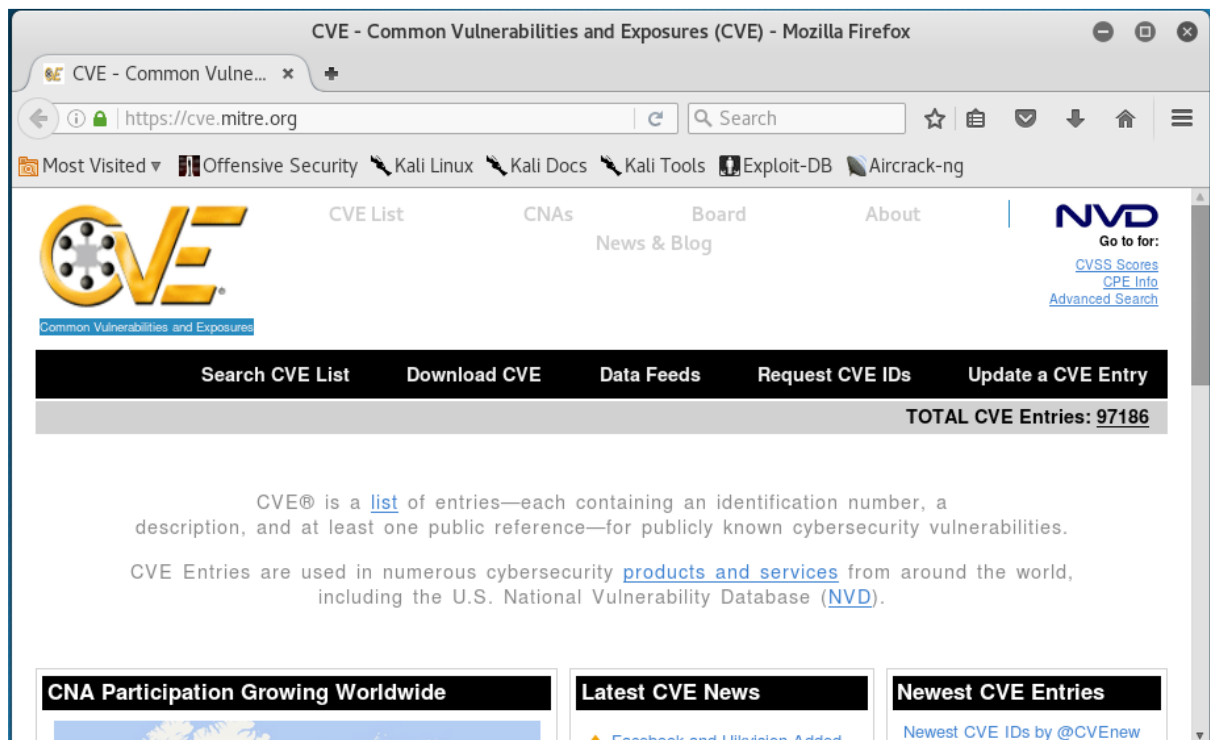 CVE - Common Vulnerabilities and Exposures (CVE) - Mozilla Firefox
CVE - Common Vulne...
https://cve.mitre.org
Search
Most Visited
Offensive Security
Kali Linux
Kali Docs
Kali Tools
Exploit-DB
Aircrack-ng
CVE
Common Vulnerabilities and Exposures
CVE List
CNAs
Board
About
News & Blog
NVD
Go to for:
CVSS Scores
CPE Info
Advanced Search
Search CVE List
Download CVE
Data Feeds
Request CVE IDs
Update a CVE Entry
TOTAL CVE Entries: 97186
CVE® is a list of entries—each containing an identification number, a
description, and at least one public reference—for publicly known cybersecurity vulnerabilities.
CVE Entries are used in numerous cybersecurity products and services from around the world,
including the U.S. National Vulnerability Database (NVD).
CNA Participation Growing Worldwide
Latest CVE News
Facebook and Hikvision Added
Newest CVE Entries
Newest CVE IDs by @CVEnew